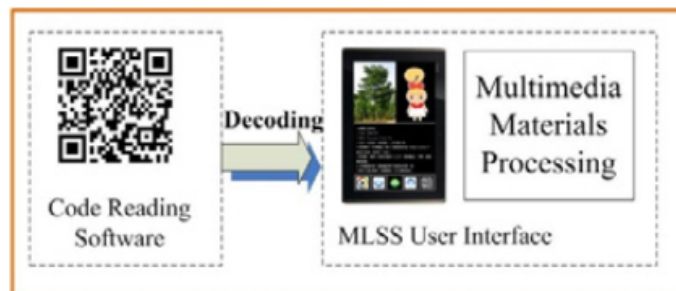 Code Reading
Software
Decoding
Multimedia
Materials
Processing
MLSS User Interface